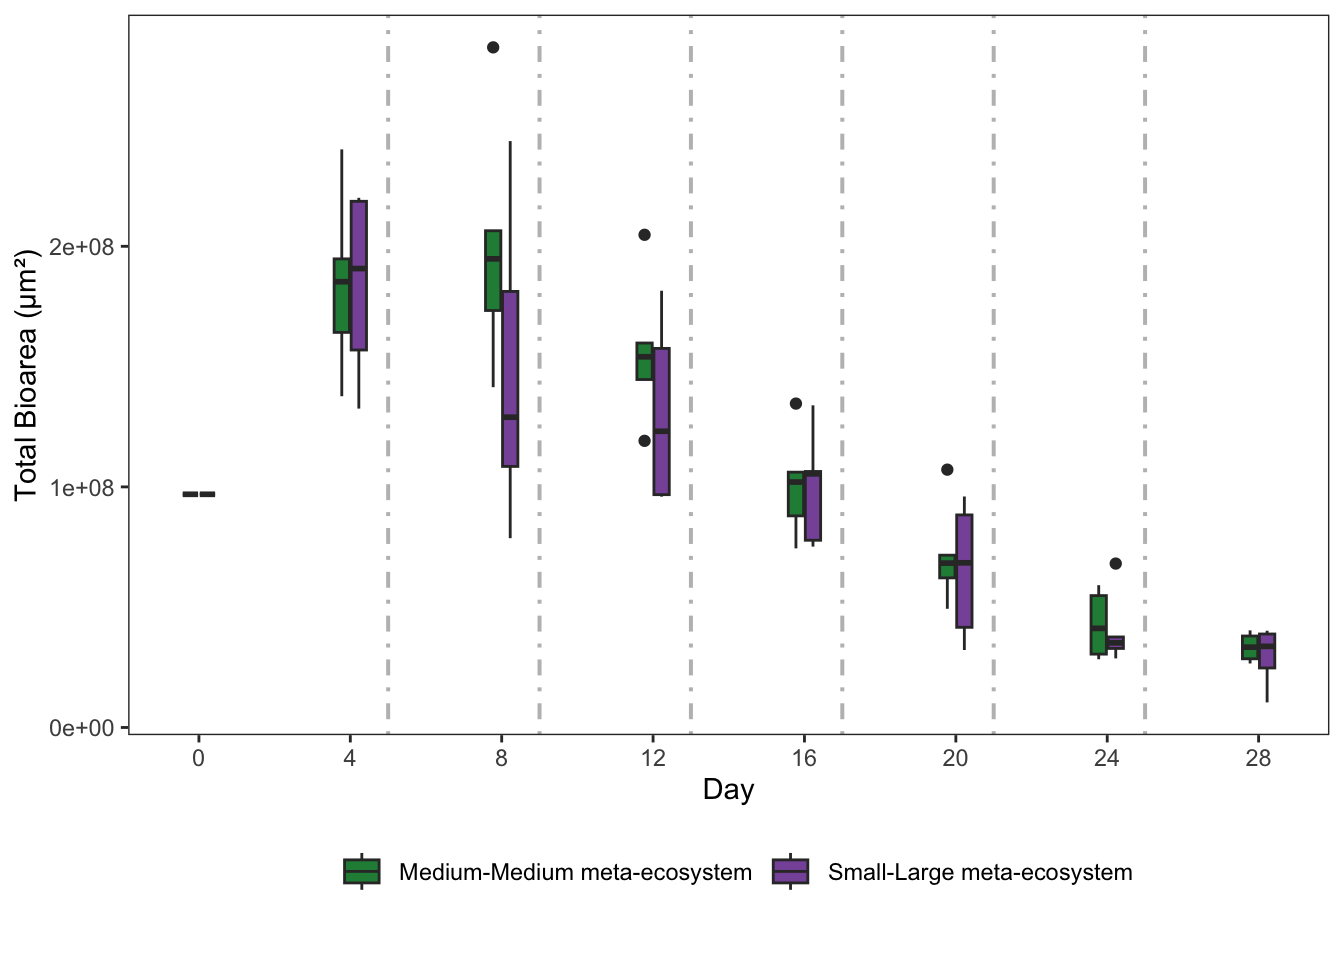 Total Bioarea (μm²)
2e+08
1e+08
0e+00
0 4 8 12 16 20 24 28
Day
Medium-Medium meta-ecosystem Small-Large meta-ecosystem